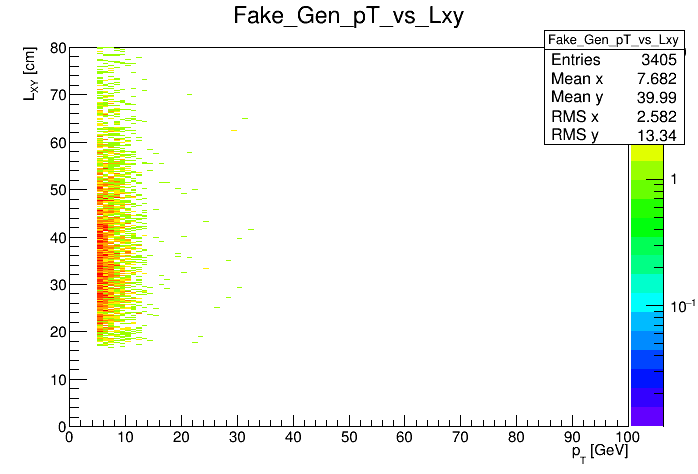 Fake_Gen_pT_vs_Lxy
Fake_Gen_pT_vs_Lxy
Entries 3405
Mean x 7.682
Mean y 39.99
RMS x 2.582
RMS y 13.34
L_XY [cm]
80
70
60
50
40
30
20
10
0
0 10 20 30 40 50 60 70 80 90 100
p_T [GeV]
1
10^-1